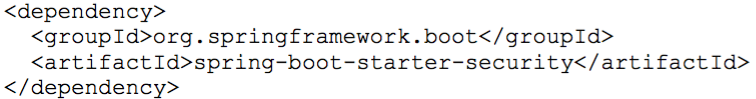 <dependency>
  <groupId>org.springframework.boot</groupId>
  <artifactId>spring-boot-starter-security</artifactId>
</dependency>